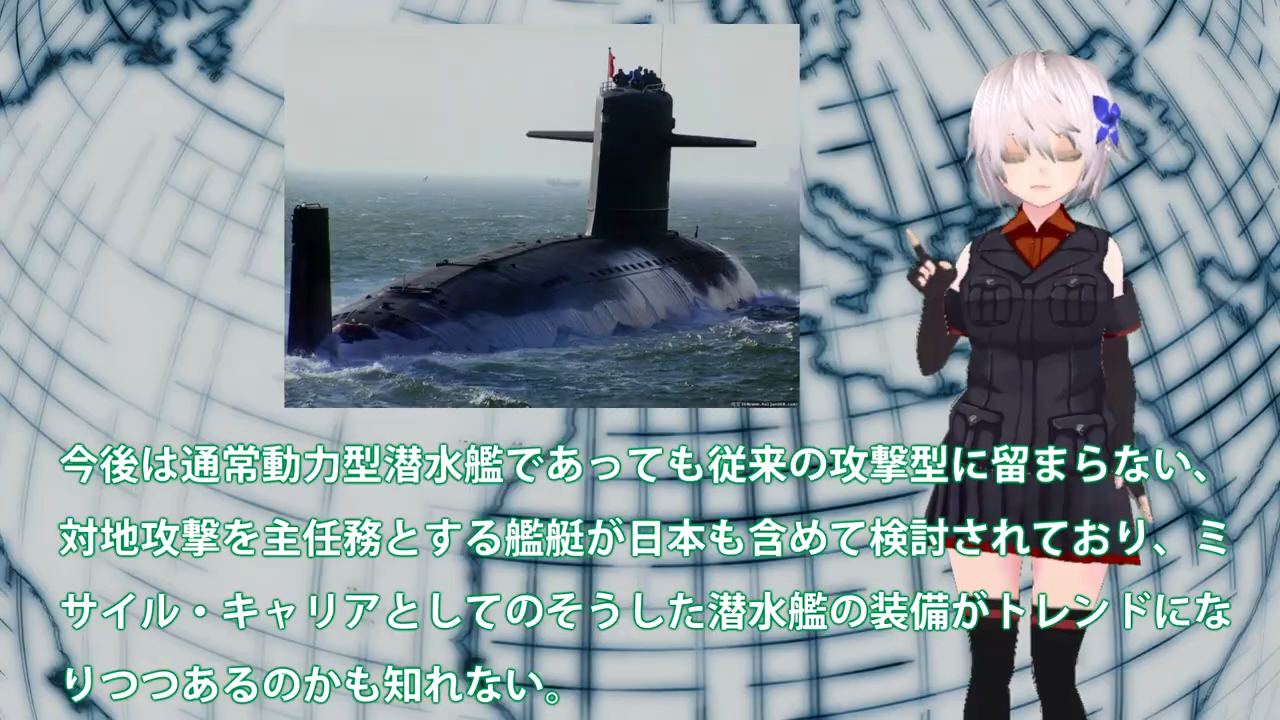 今後は通常動力型潜水艦であっても従来の攻撃型に留まらない、
対地攻撃を主任務とする艦艇が日本も含めて検討されており、ミ
サイル・キャリアとしてのそうした潜水艦の装備がトレンドにな
りつつあるのかも知れない。